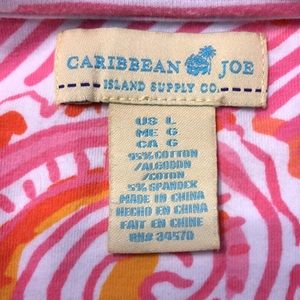 CARIBBEAN JOE
ISLAND SUPPLY CO.
US L
ME G
CA G
95% COTTON
/ALGODON
/COTON
5% SPANDEX
MADE IN CHINA
HECHO EN CHINA
FAIT EN CHINE
RN# 34570